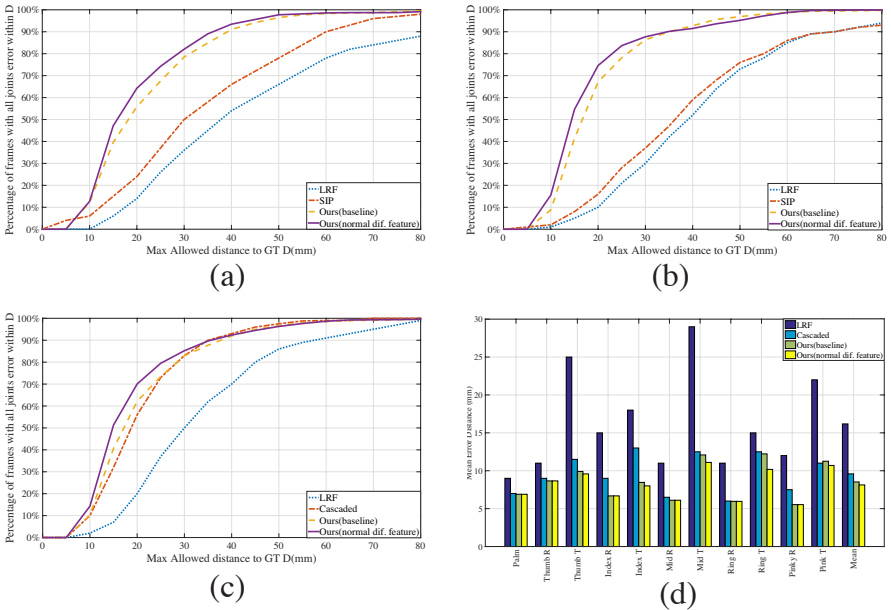 Percentage of frames with all joints error within D
100%
90%
80%
70%
60%
50%
40%
30%
20%
10%
0%
0 10 20 30 40 50 60 70 80
Max Allowed distance to GT D(mm)
LRF
SIP
Ours(baseline)
Ours(normal dif. feature)
(a)
Percentage of frames with all joints error within D
100%
90%
80%
70%
60%
50%
40%
30%
20%
10%
0%
0 10 20 30 40 50 60 70 80
Max Allowed distance to GT D(mm)
LRF
SIP
Ours(baseline)
Ours(normal dif. feature)
(b)
Percentage of frames with all joints error within D
100%
90%
80%
70%
60%
50%
40%
30%
20%
10%
0%
0 10 20 30 40 50 60 70 80
Max Allowed distance to GT D(mm)
LRF
Cascaded
Ours(baseline)
Ours(normal dif. feature)
(c)
Mean Error Distance (mm)
30
25
20
15
10
5
0
LRF
Cascaded
Ours(baseline)
Ours(normal dif. feature)
Palm
Thumb R
Thumb T
Index R
Index T
Mid R
Mid T
Ring R
Ring T
Pinky R
Pink T
Mean
(d)